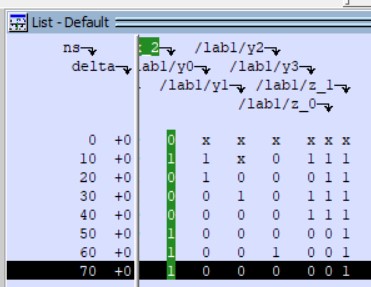 List - Default
ns _2 /lab1/y2
delta lab1/y0 /lab1/y3
/lab1/y1 /lab1/z_1
/lab1/z_0
0 +0 0 x x x x x x
10 +0 1 1 x 0 1 1 1
20 +0 0 1 0 0 0 1 1
30 +0 0 0 1 0 1 1 1
40 +0 0 0 0 0 1 1 1
50 +0 1 0 0 0 0 0 1
60 +0 1 0 0 1 0 0 1
70 +0 1 0 0 0 0 0 1